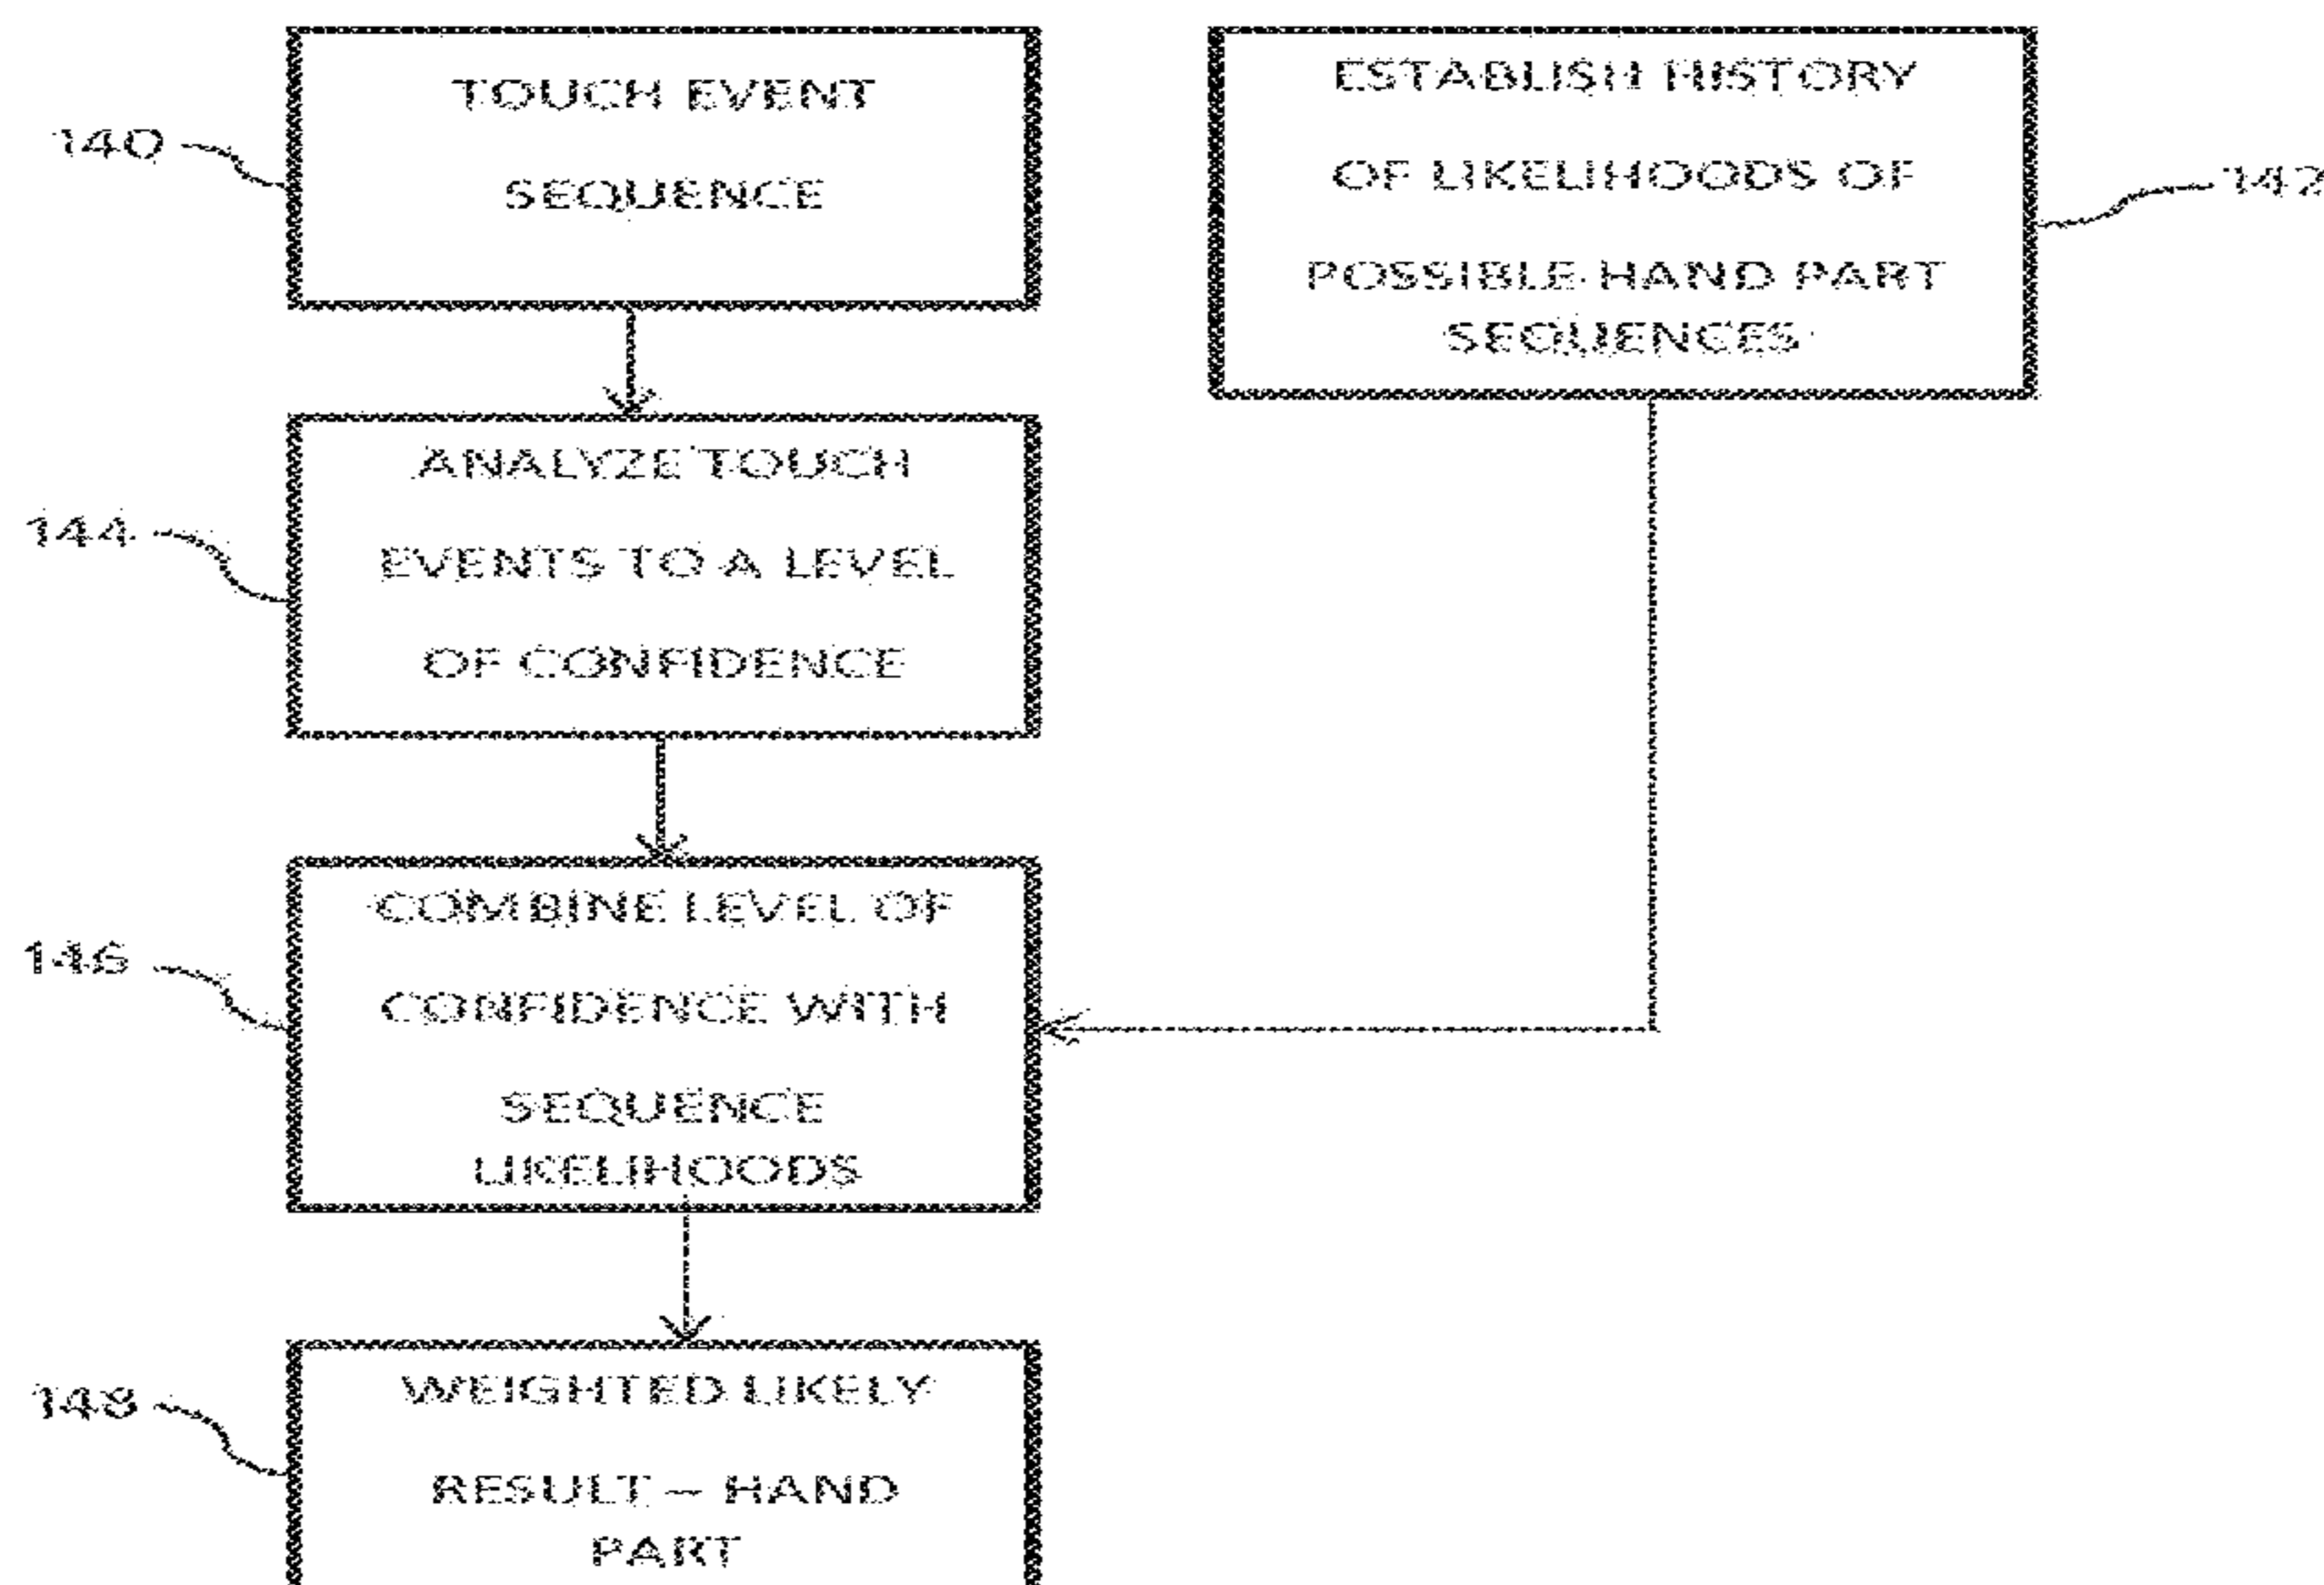 TOUCH EVENT
SEQUENCE
140
ESTABLISH HISTORY
OF LIKELIHOODS OF
POSSIBLE HAND PART
SEQUENCES
142
ANALYZE TOUCH
EVENTS TO A LEVEL
OF CONFIDENCE
144
COMBINE LEVEL OF
CONFIDENCE WITH
SEQUENCE
LIKELIHOODS
146
WEIGHTED LIKELY
RESULT – HAND
PART
148